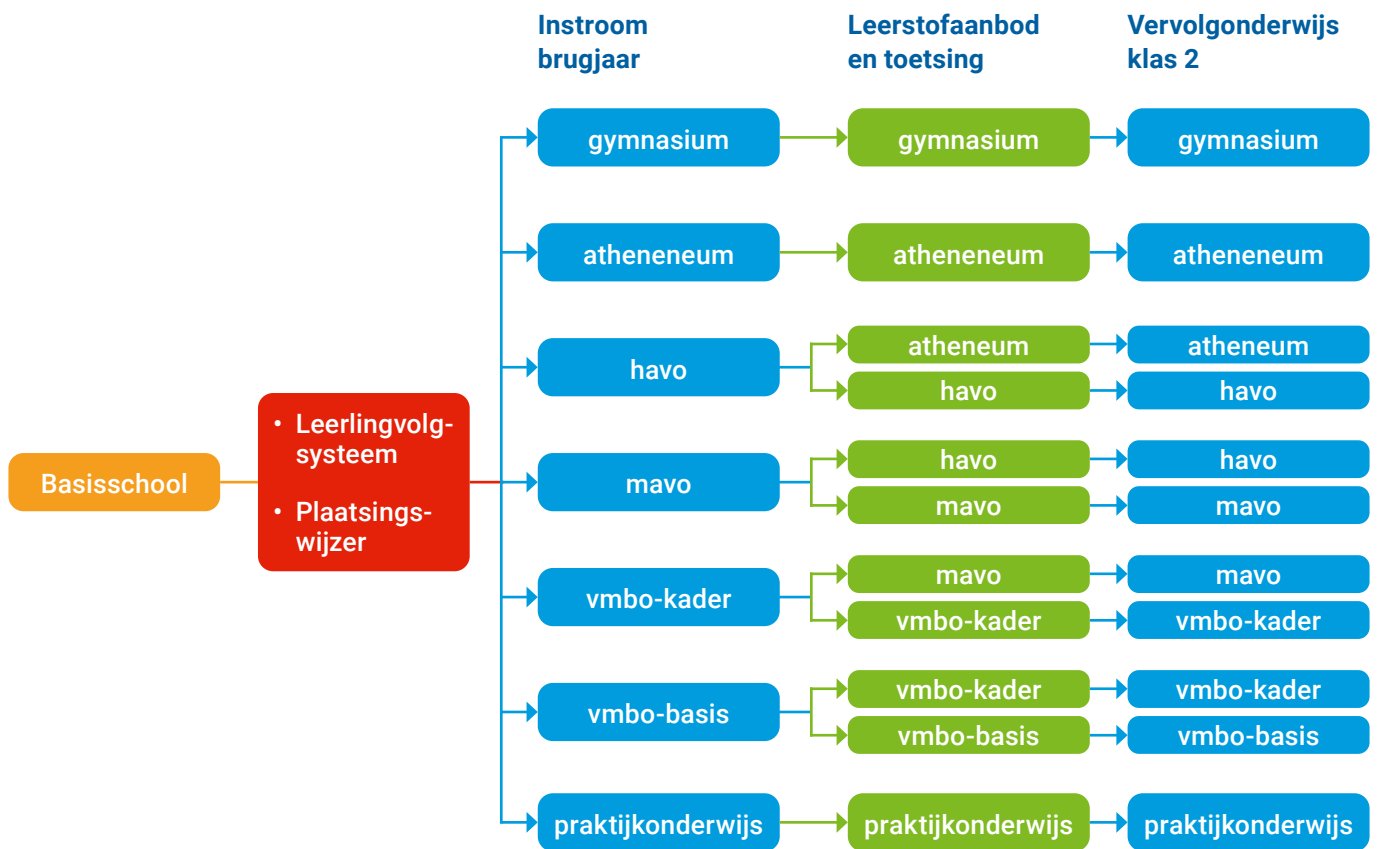 Instroom
brugjaar
Leerstofaanbod
en toetsing
Vervolgonderwijs
klas 2
Basisschool
• Leerlingvolg-
systeem
• Plaatsings-
wijzer
gymnasium
gymnasium
gymnasium
atheneneum
atheneneum
atheneneum
havo
atheneum
atheneum
havo
havo
mavo
havo
havo
mavo
mavo
vmbo-kader
mavo
mavo
vmbo-kader
vmbo-kader
vmbo-basis
vmbo-kader
vmbo-kader
vmbo-basis
vmbo-basis
praktijkonderwijs
praktijkonderwijs
praktijkonderwijs